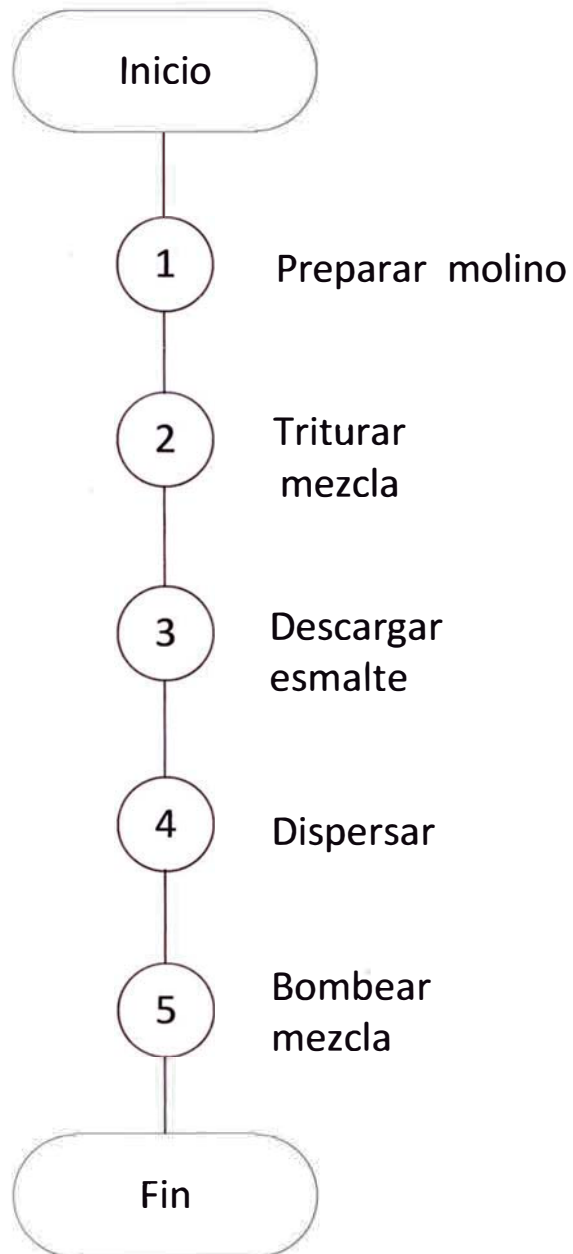 Inicio
1
Preparar molino
2
Triturar
mezcla
3
Descargar
esmalte
4
Dispersar
5
Bombear
mezcla
Fin